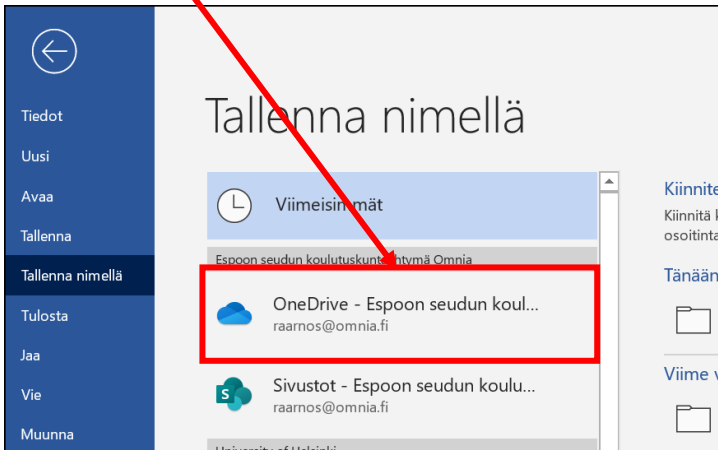 Tiedot
Uusi
Avaa
Tallenna
Tallenna nimellä
Tulosta
Jaa
Vie
Muunna
Tallenna nimellä
Viimeisimmät
Espoon seudun koulutuskuntayhtymä Omnia
OneDrive - Espoon seudun koul...
raarnos@omnia.fi
S
Sivustot - Espoon seudun koulu...
raarnos@omnia.fi
University of Helsinki
Kiinnite
Kiinnitä k
osoitinta
Tänään
Viime v